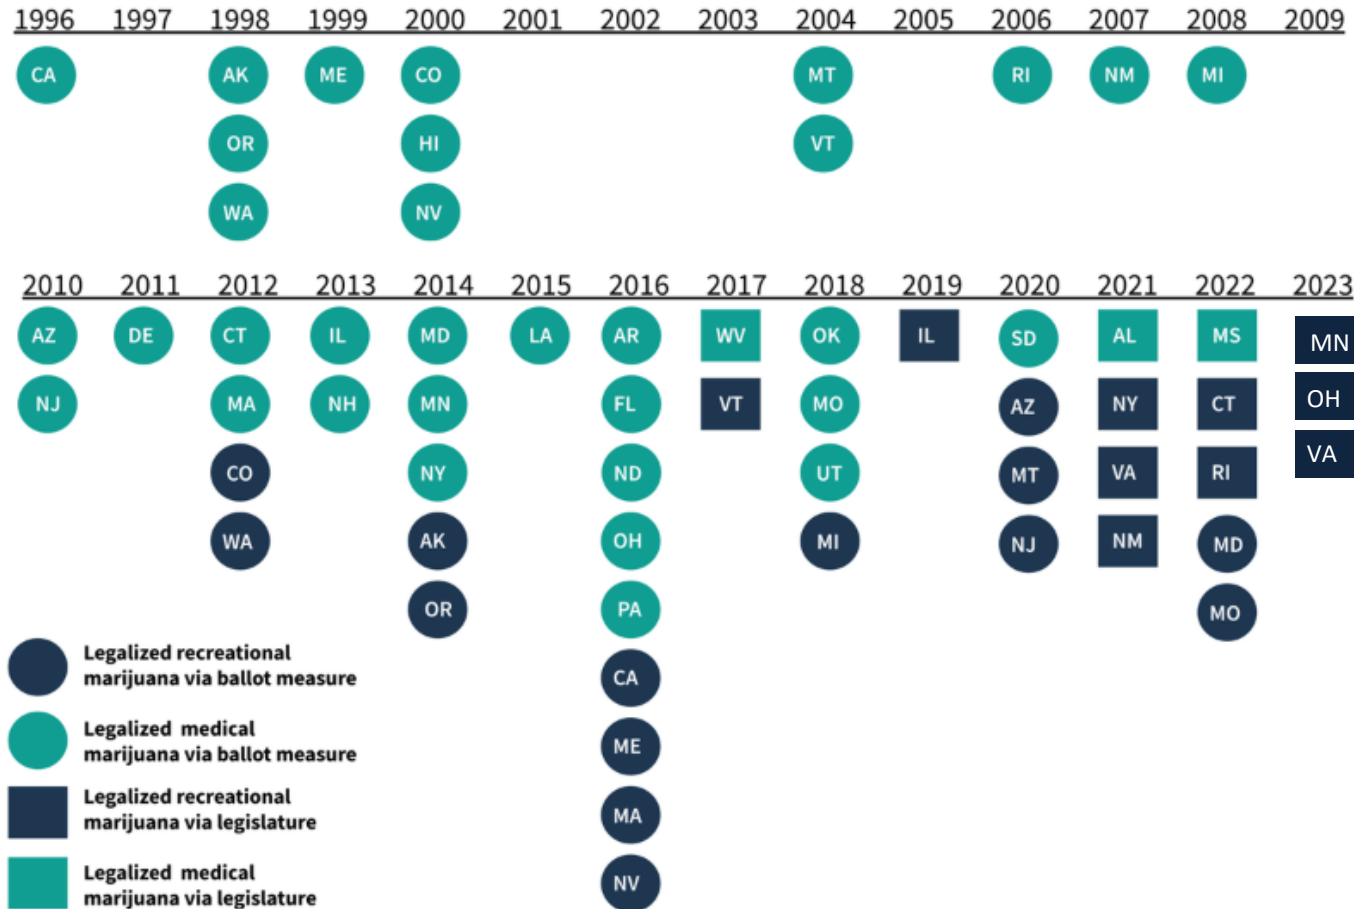 1996 1997 1998 1999 2000 2001 2002 2003 2004 2005 2006 2007 2008 2009
CA AK ME CO MT RI NM MI
OR HI VT
WA NV
2010 2011 2012 2013 2014 2015 2016 2017 2018 2019 2020 2021 2022 2023
AZ DE CT IL MD LA AR WV OK IL SD AL MS MN
NJ MA NH MN FL VT MO AZ NY CT OH
CO NY ND UT MT VA RI VA
WA AK OH MI NJ NM MD
OR PA MO
CA
ME
MA
NV
Legalized recreational
marijuana via ballot measure
Legalized medical
marijuana via ballot measure
Legalized recreational
marijuana via legislature
Legalized medical
marijuana via legislature